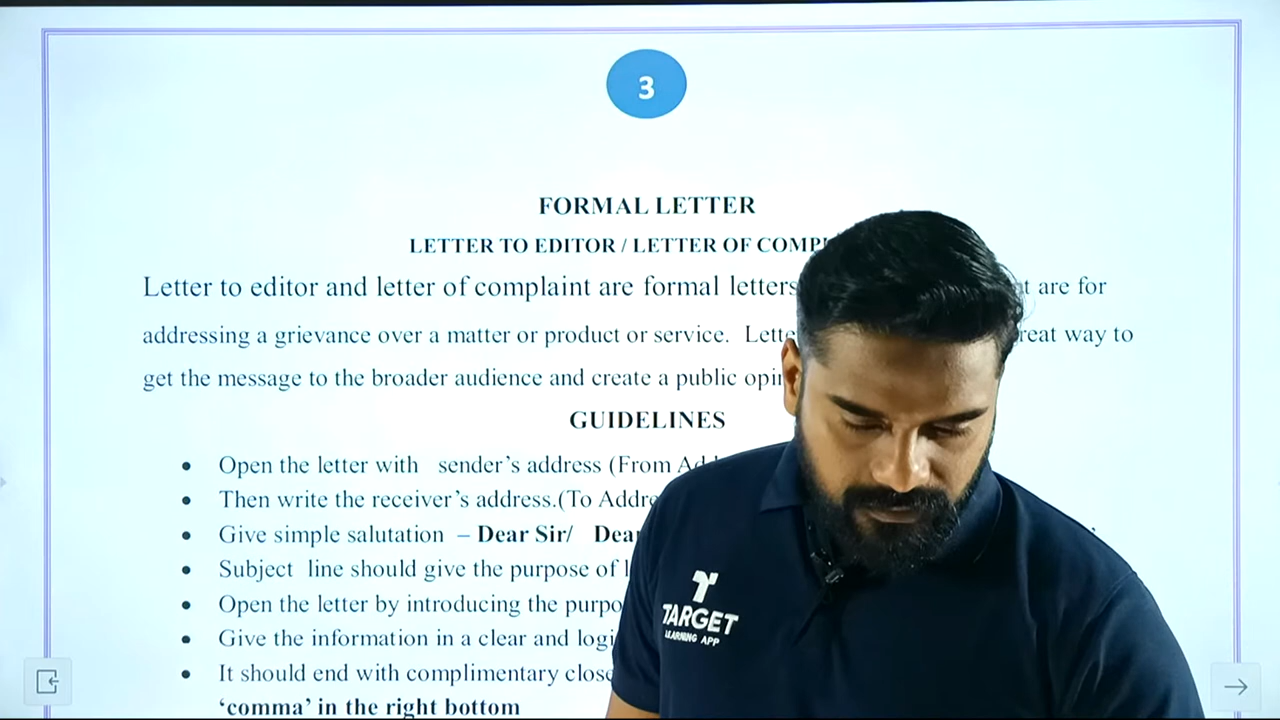 3
FORMAL LETTER
LETTER TO EDITOR / LETTER OF
Letter to editor and letter of complaint are formal letters are for
addressing a grievance over a matter or product or service. way to
get the message to the broader audience and create a public
GUIDELINES
• Open the letter with sender’s address (From
• Then write the receiver’s address.(To
• Give simple salutation – Dear Sir/
• Subject line should give the purpose of
• Open the letter by introducing the
• Give the information in a clear and
• It should end with complimentary
‘comma’ in the right bottom
TARGET
LEARNING APP